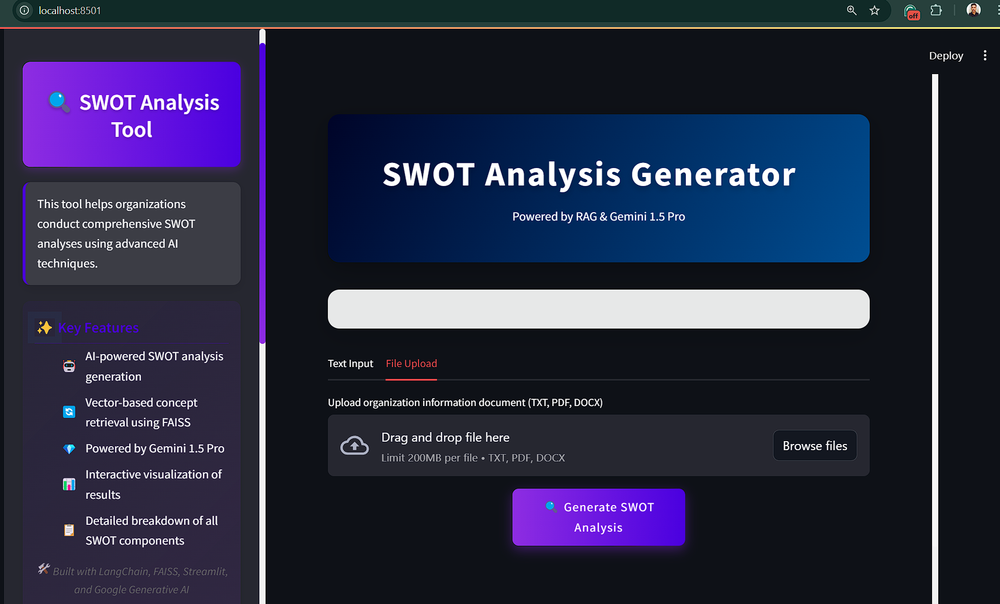 localhost:8501
off
Deploy
SWOT Analysis
Tool
This tool helps organizations
conduct comprehensive SWOT
analyses using advanced AI
techniques.
Key Features
AI-powered SWOT analysis
generation
Vector-based concept
retrieval using FAISS
Powered by Gemini 1.5 Pro
Interactive visualization of
results
Detailed breakdown of all
SWOT components
Built with LangChain, FAISS, Streamlit,
and Google Generative AI
SWOT Analysis Generator
Powered by RAG & Gemini 1.5 Pro
Text Input File Upload
Upload organization information document (TXT, PDF, DOCX)
Drag and drop file here
Limit 200MB per file • TXT, PDF, DOCX
Browse files
Generate SWOT
Analysis